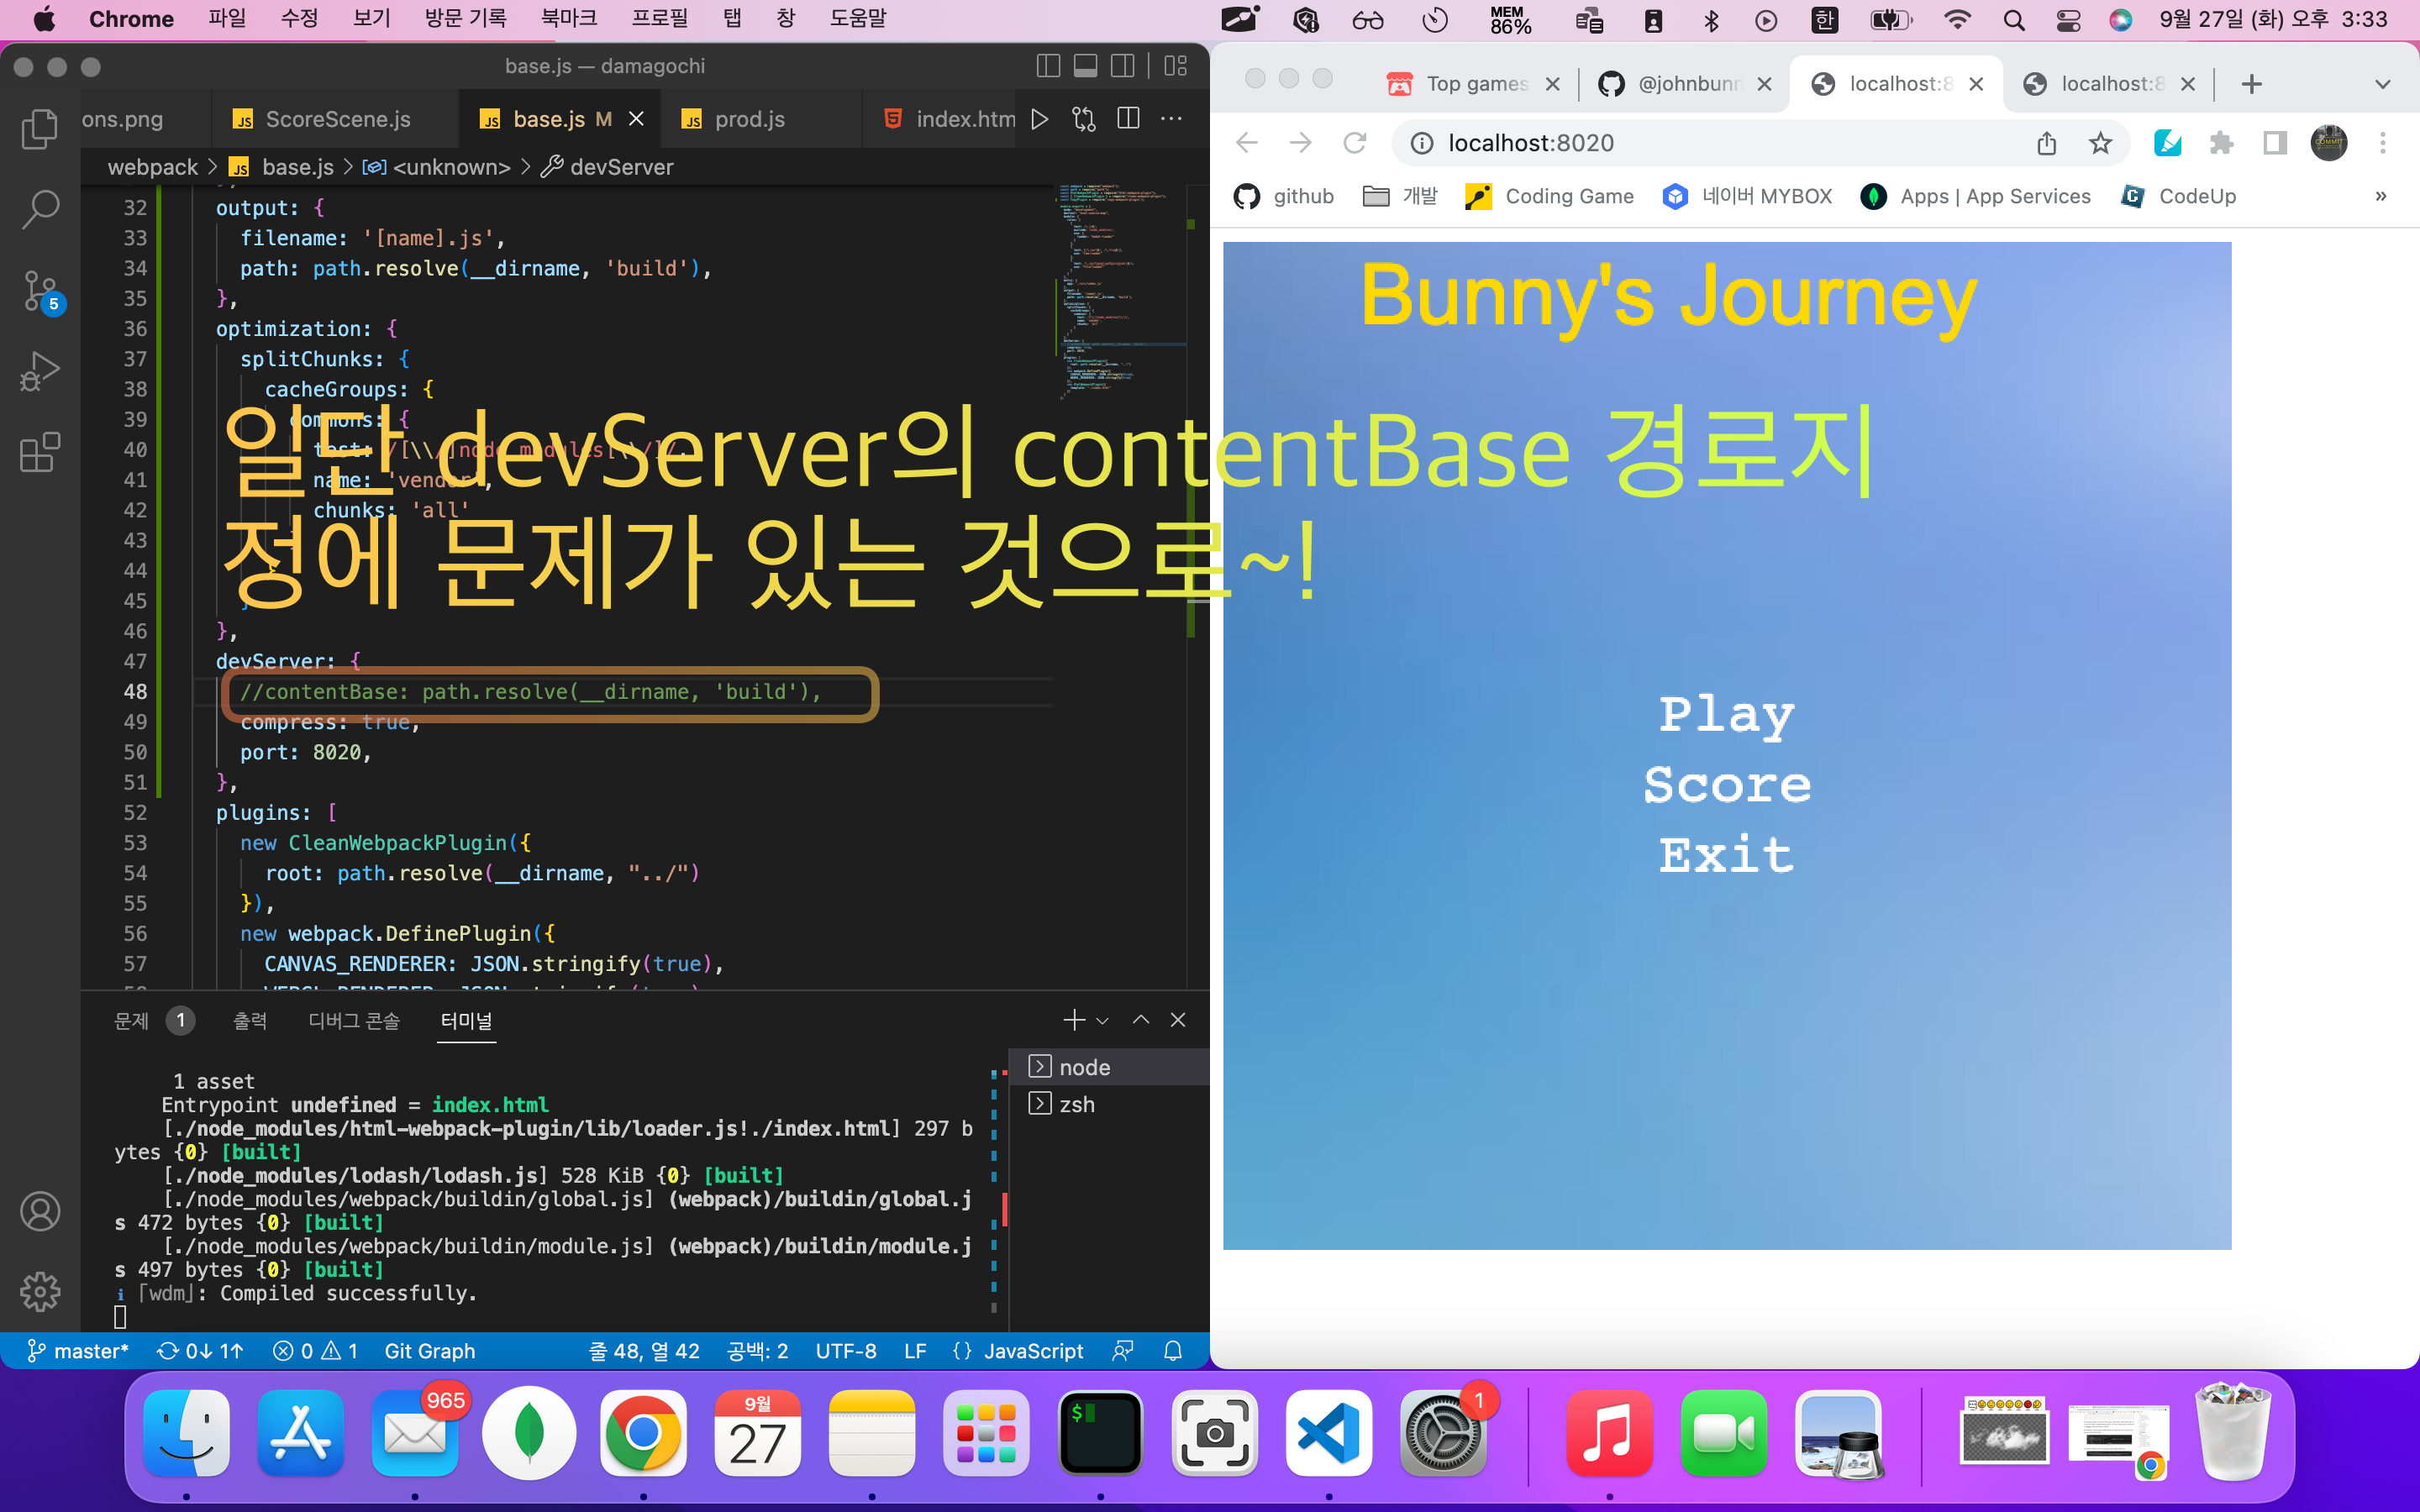 Chrome 파일 수정 보기 방문 기록 북마크 프로필 탭 창 도움말 MEM 86% 한 9월 27일 (화) 오후 3:33
base.js — damagochi
ons.png ScoreScene.js base.js M prod.js index.htm
webpack > base.js > <unknown> > devServer
32 output: {
33 filename: '[name].js',
34 path: path.resolve(__dirname, 'build'),
35 },
36 optimization: {
37 splitChunks: {
38 cacheGroups: {
39 commons: {
40 test: /[\\/]node_modules[\\/]/,
41 name: 'vendor',
42 chunks: 'all'
43
44 }
45 }
46 },
47 devServer: {
48 //contentBase: path.resolve(__dirname, 'build'),
49 compress: true,
50 port: 8020,
51 },
52 plugins: [
53 new CleanWebpackPlugin({
54 root: path.resolve(__dirname, "../")
55 }),
56 new webpack.DefinePlugin({
57 CANVAS_RENDERER: JSON.stringify(true),
일단 devServer의 contentBase 경로지
정에 문제가 있는 것으로~!
5
문제 1 출력 디버그 콘솔 터미널
1 asset
Entrypoint undefined = index.html
[./node_modules/html-webpack-plugin/lib/loader.js!./index.html] 297 b
ytes {0} [built]
[./node_modules/lodash/lodash.js] 528 KiB {0} [built]
[./node_modules/webpack/buildin/global.js] (webpack)/buildin/global.j
s 472 bytes {0} [built]
[./node_modules/webpack/buildin/module.js] (webpack)/buildin/module.j
s 497 bytes {0} [built]
i ｢wdm｣: Compiled successfully.
node
zsh
master* 0↓ 1↑ 0 1 Git Graph 줄 48, 열 42 공백: 2 UTF-8 LF {} JavaScript
Top games @johnbunn localhost:8 localhost:8
localhost:8020
github 개발 Coding Game 네이버 MYBOX Apps | App Services CodeUp »
Bunny's Journey
Play
Score
Exit
965
9월
27
$
1